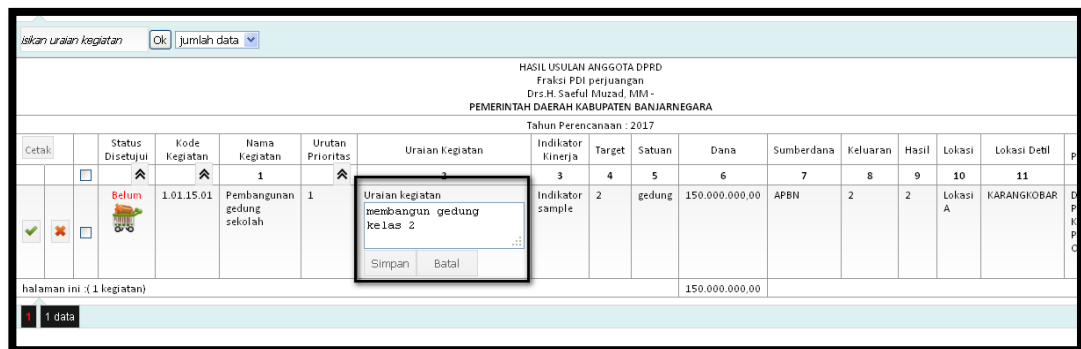 isikan uraian kegiatan Ok jumlah data
HASIL USULAN ANGGOTA DPRD
Fraksi PDI perjuangan
Drs.H. Saeful Muzad, MM -
PEMERINTAH DAERAH KABUPATEN BANJARNEGARA
Tahun Perencanaan : 2017
Cetak Status Disetujui Kode Kegiatan Nama Kegiatan Urutan Prioritas Uraian Kegiatan Indikator Kinerja Target Satuan Dana Sumberdana Keluaran Hasil Lokasi Lokasi Detil P
1 2 3 4 5 6 7 8 9 10 11
Belum 1.01.15.01 Pembangunan gedung sekolah 1
Uraian kegiatan
membangun gedung
kelas 2
Simpan Batal
Indikator sample 2 gedung 150.000.000,00 APBN 2 2 Lokasi A KARANGKOBAR
D
P
K
P
halaman ini :( 1 kegiatan) 150.000.000,00
1 1 data